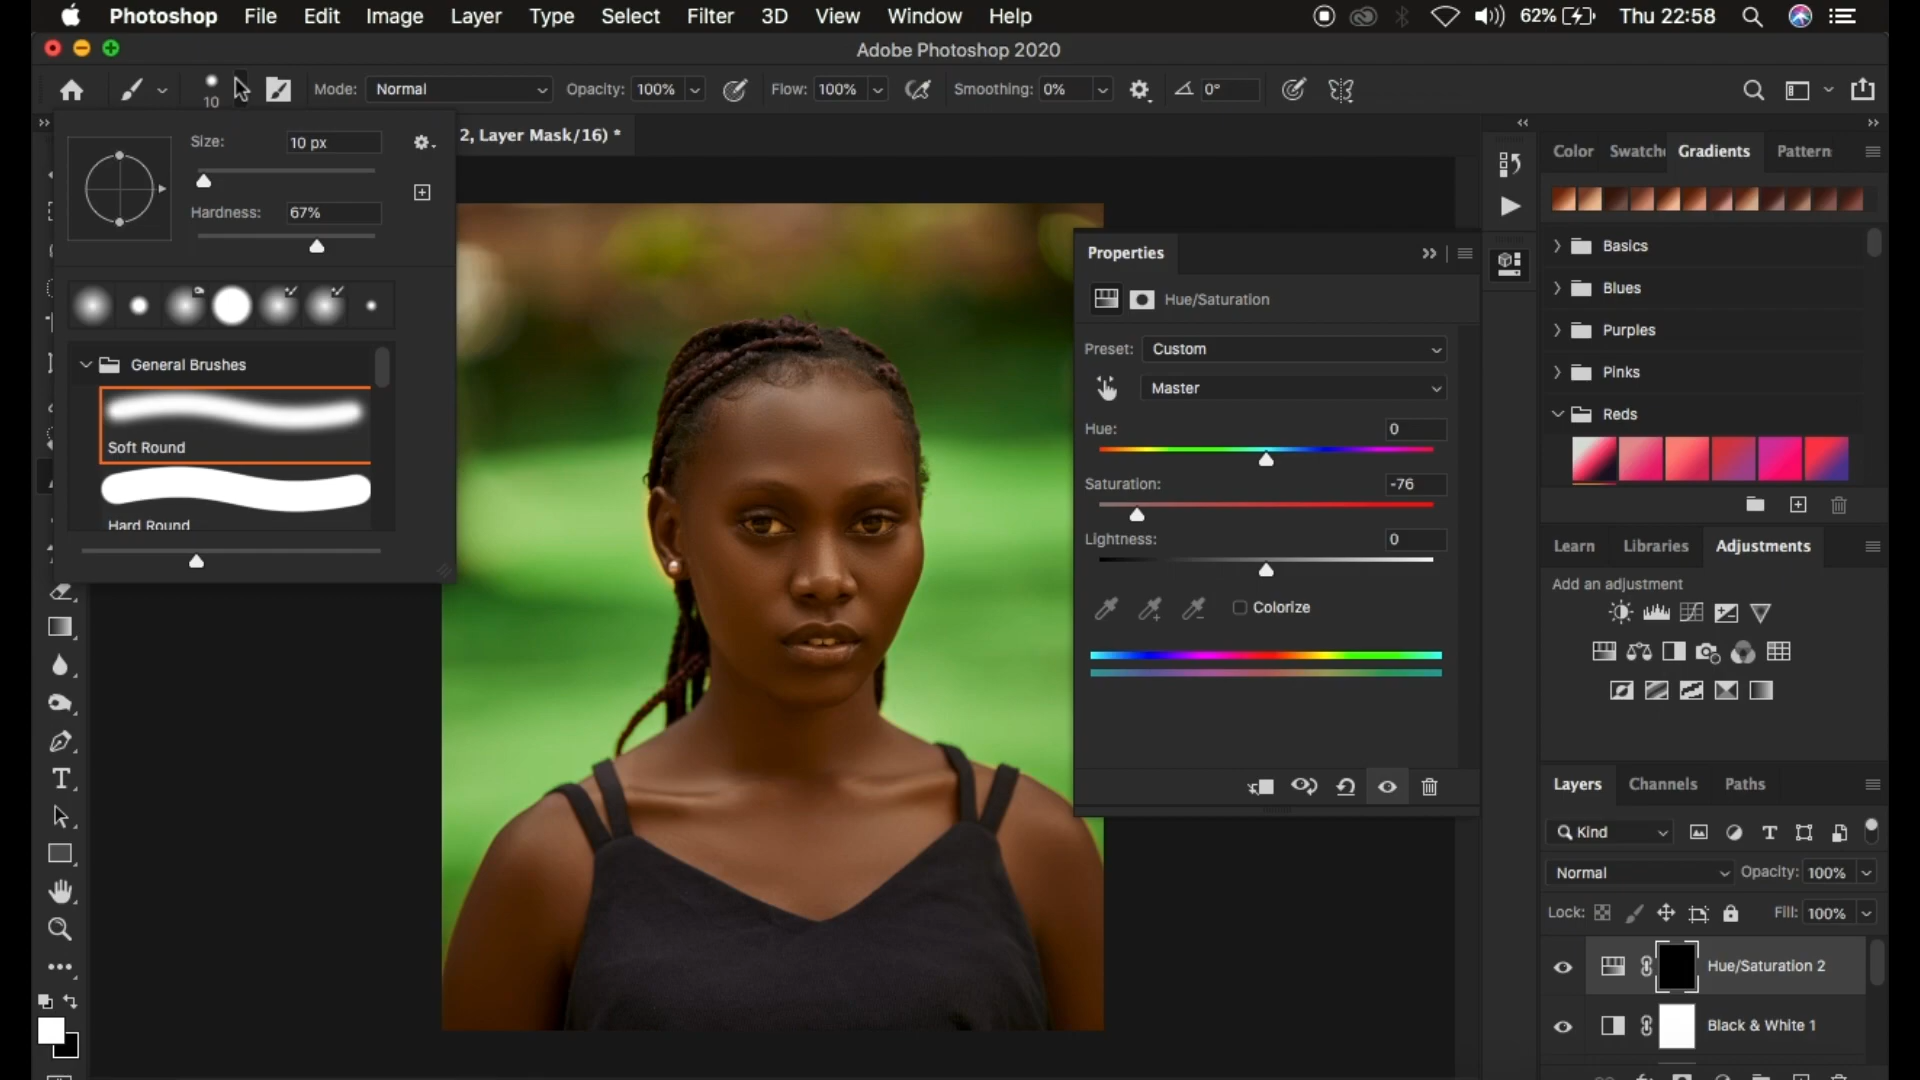 Photoshop File Edit Image Layer Type Select Filter 3D View Window Help 62% Thu 22:58
Adobe Photoshop 2020
10 Mode: Normal Opacity: 100% Flow: 100% Smoothing: 0% 0°
2, Layer Mask/16) *
Size: 10 px
Hardness: 67%
General Brushes
Soft Round
Hard Round
Properties
Hue/Saturation
Preset: Custom
Master
Hue: 0
Saturation: -76
Lightness: 0
Colorize
Color Swatche Gradients Pattern
Basics
Blues
Purples
Pinks
Reds
Learn Libraries Adjustments
Add an adjustment
Layers Channels Paths
Kind
Normal Opacity: 100%
Lock: Fill: 100%
Hue/Saturation 2
Black & White 1